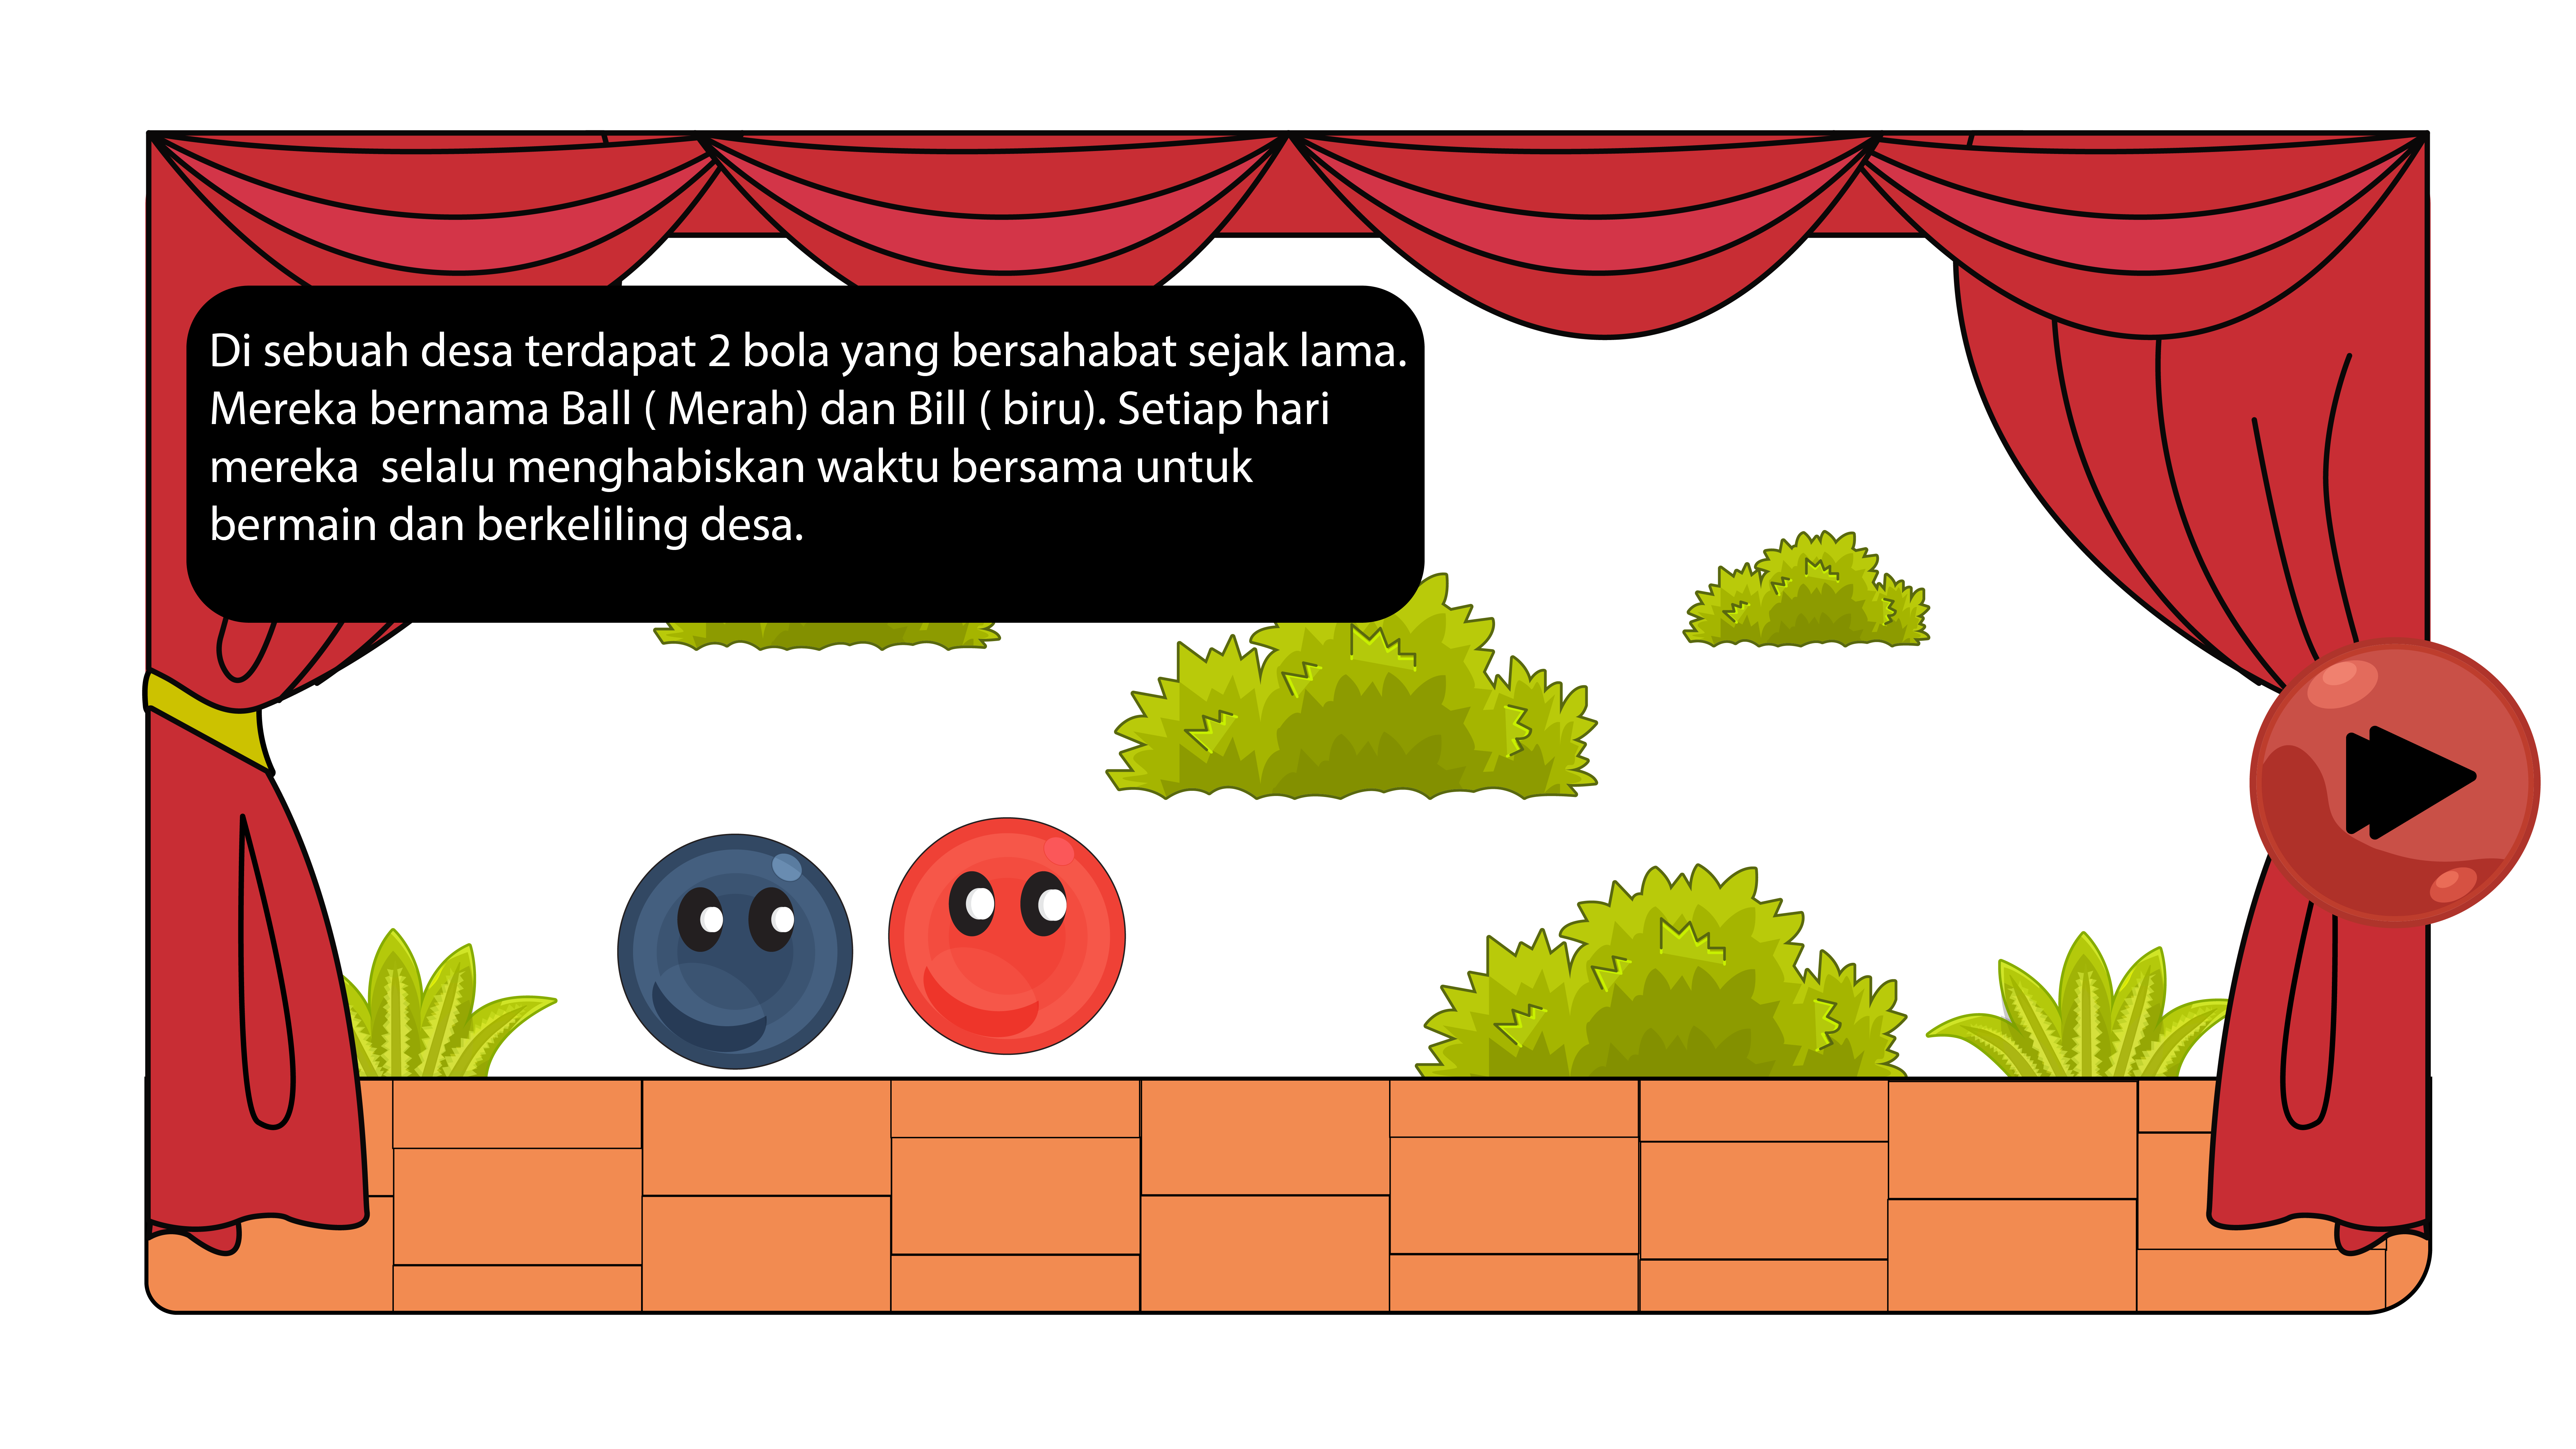 Di sebuah desa terdapat 2 bola yang bersahabat sejak lama.
Mereka bernama Ball ( Merah) dan Bill ( biru). Setiap hari
mereka  selalu menghabiskan waktu bersama untuk
bermain dan berkeliling desa.